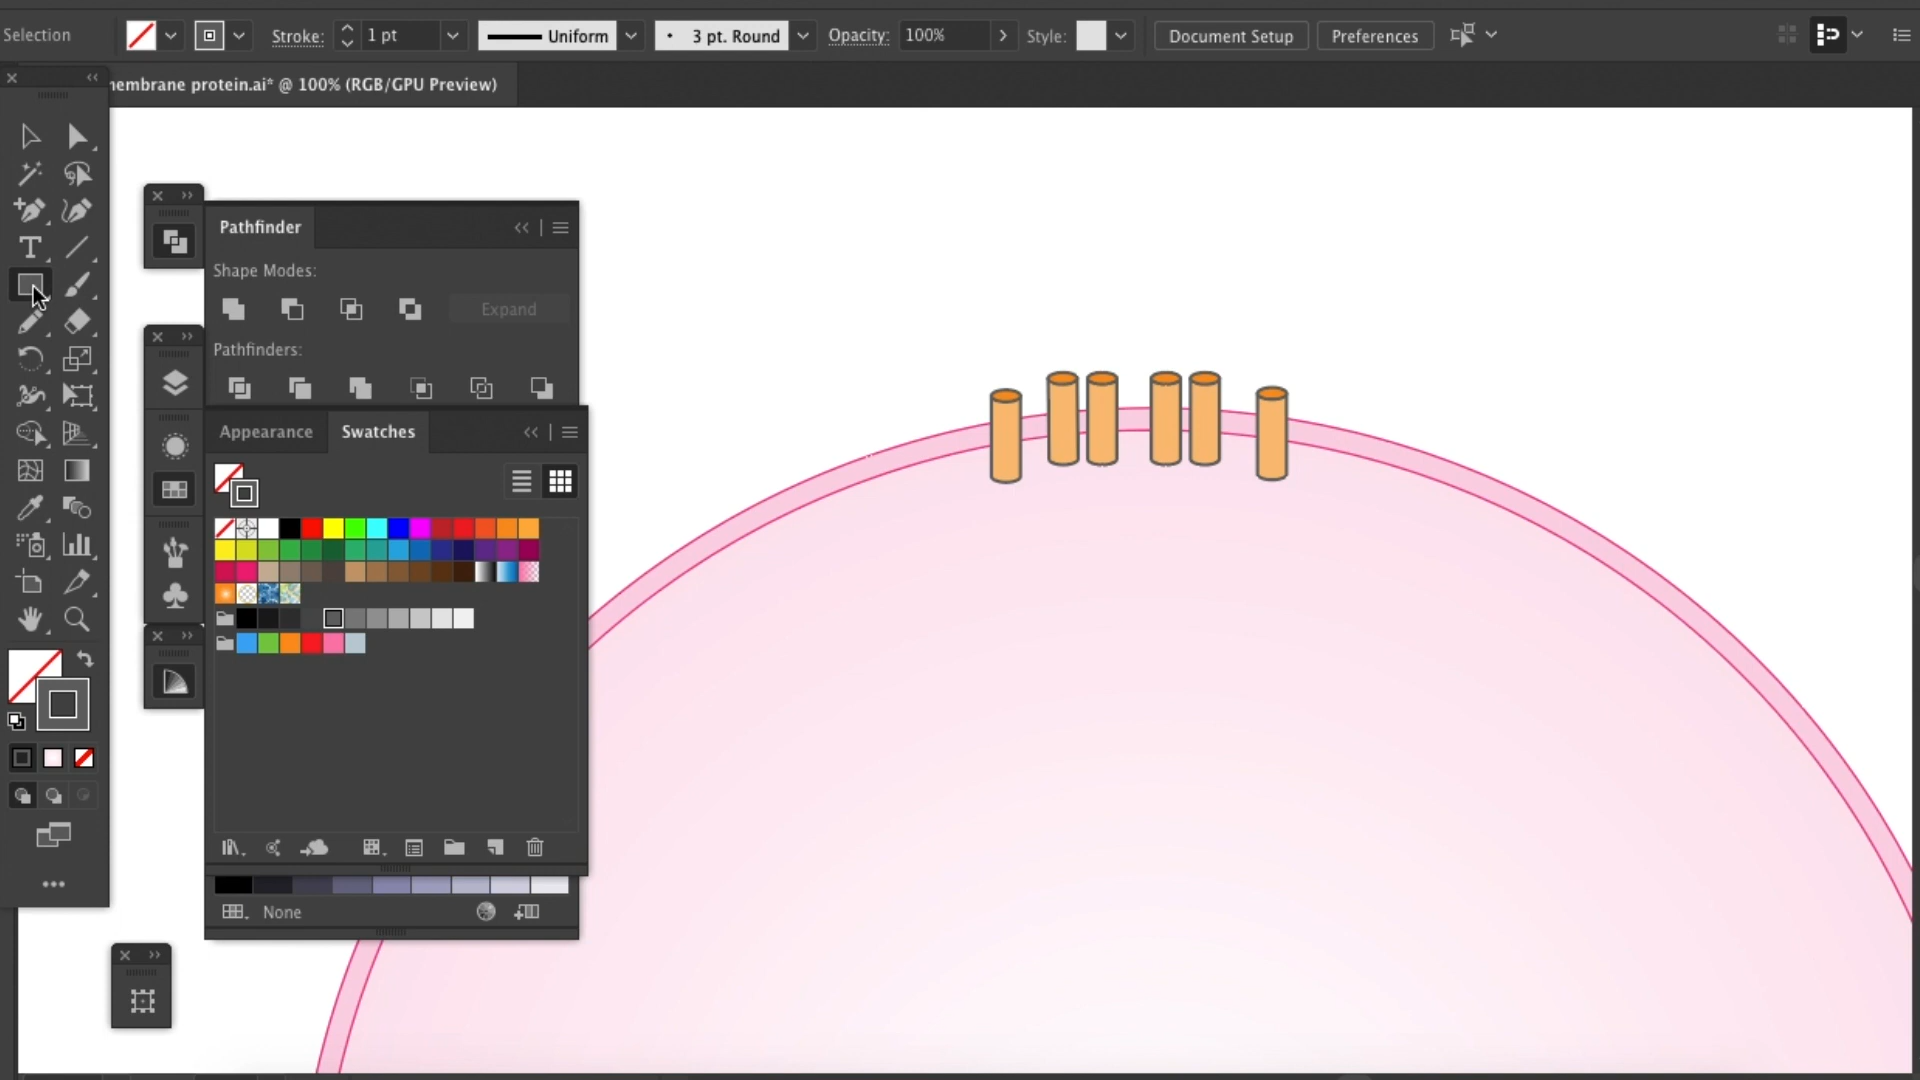 Selection
Stroke: 1 pt Uniform 3 pt. Round Opacity: 100% Style: Document Setup Preferences
embrane protein.ai* @ 100% (RGB/GPU Preview)
Pathfinder
Shape Modes:
Expand
Pathfinders:
Appearance Swatches
None